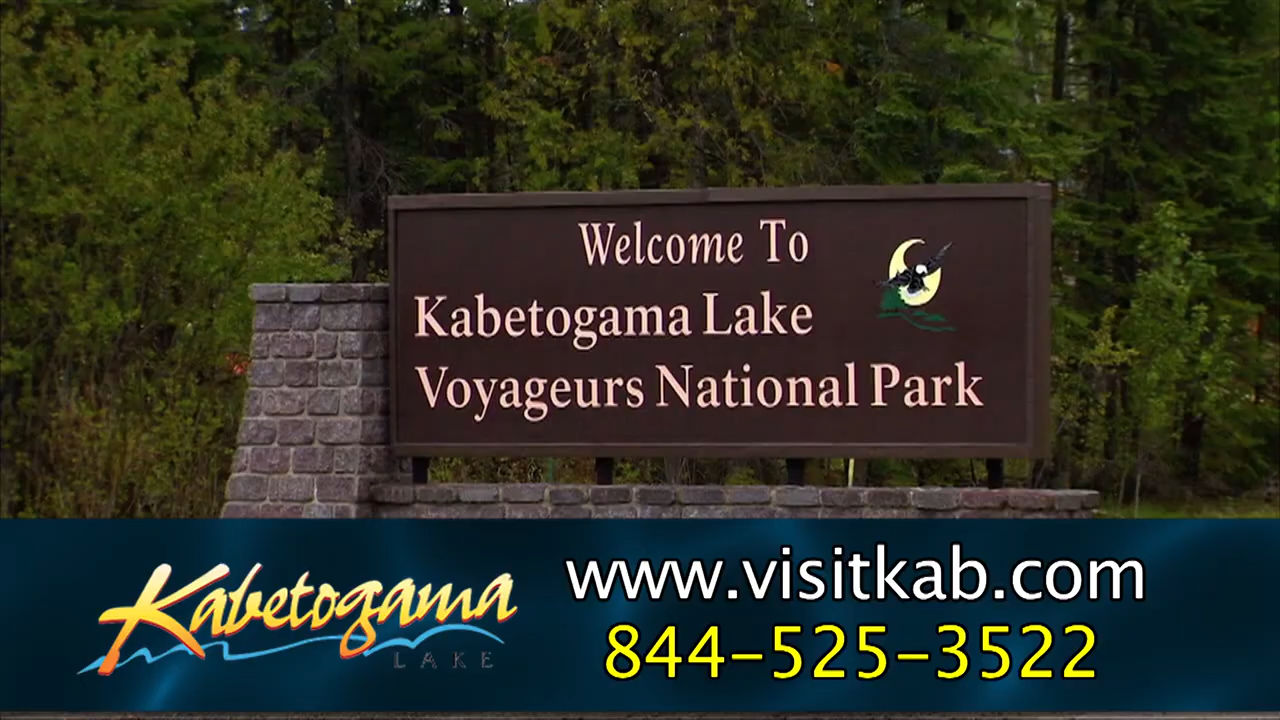 Welcome To
Kabetogama Lake
Voyageurs National Park
Kabetogama
LAKE
www.visitkab.com
844-525-3522